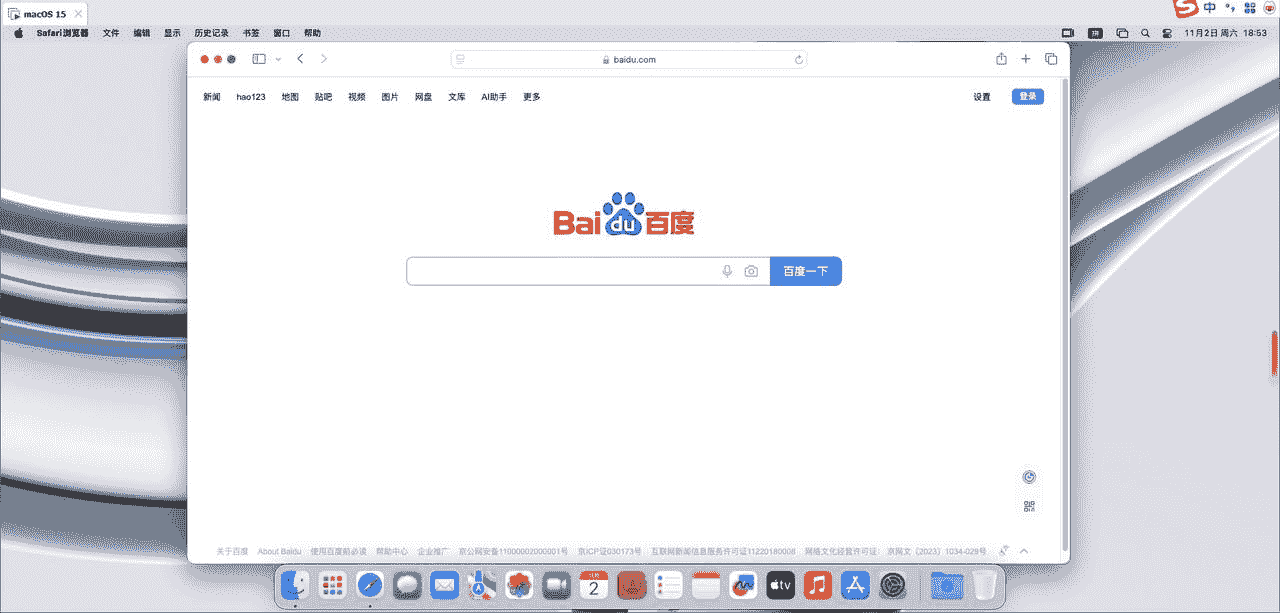 macOS 15
中
Safari浏览器 文件 编辑 显示 历史记录 书签 窗口 帮助
拼 11月2日 周六 18:53
baidu.com
新闻 hao123 地图 贴吧 视频 图片 网盘 文库 AI助手 更多 设置 登录
Bai du 百度
百度一下
关于百度 About Baidu 使用百度前必读 帮助中心 企业推广 京公网安备11000002000001号 京ICP证030173号 互联网新闻信息服务许可证11220180008 网络文化经营许可证: 京网文〔2023〕1034-029号
2 tv